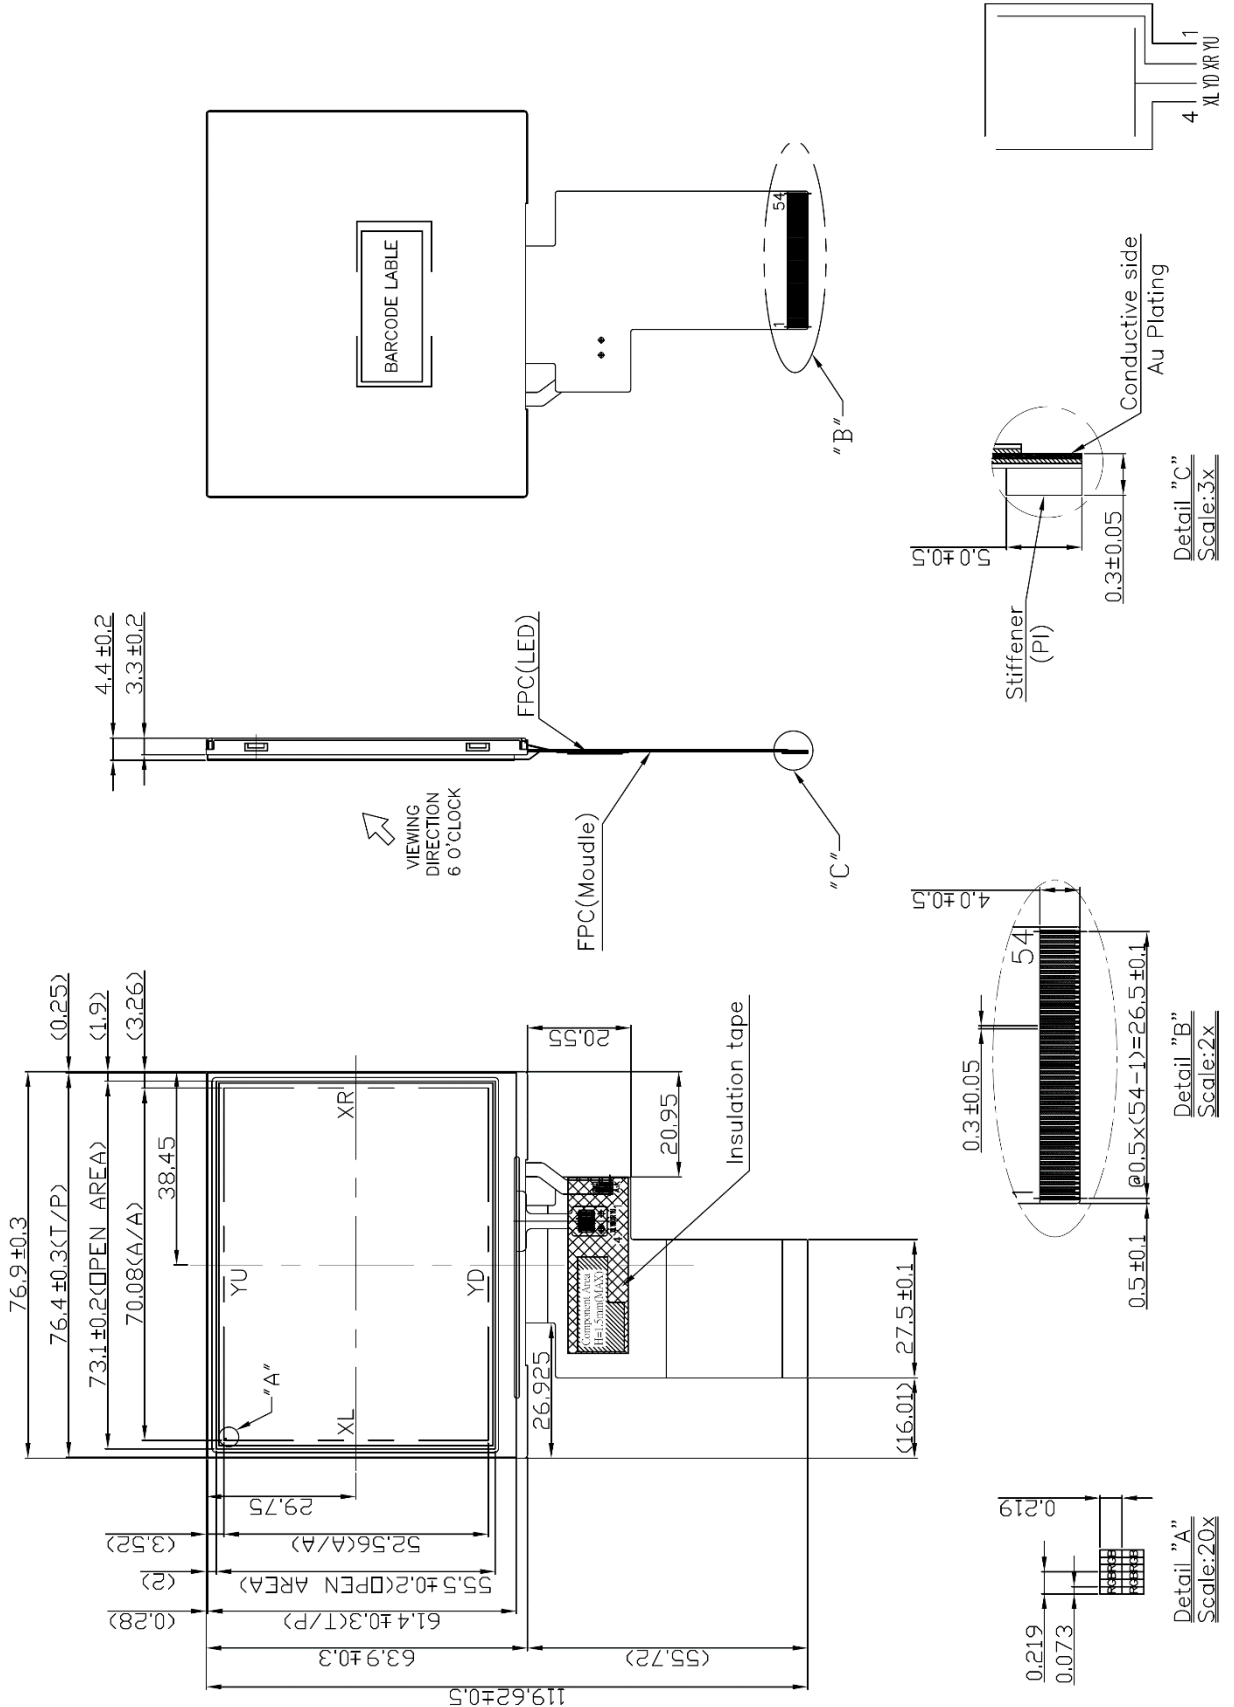 BARCODE LABLE
1
54
"B"
4.4±0.2
3.3±0.2
VIEWING
DIRECTION
6 O'CLOCK
FPC(LED)
FPC(Moudle)
"C"
76.9±0.3
76.4±0.3(T/P)
(0.25)
73.1±0.2(OPEN AREA)
(1.9)
70.08(A/A)
(3.26)
38.45
"A"
XL
XR
YU
YD
29.75
(3.52)
52.56(A/A)
(2)
55.5±0.2(OPEN AREA)
(0.28)
61.4±0.3(T/P)
63.9±0.3
(55.72)
119.62±0.5
20.55
20.95
26.925
Component Area
H=1.5mm(MAX)
4
1
Insulation tape
(16.01)
27.5±0.1
4
1
XL YD XR YU
Conductive side
Au Plating
5.0±0.5
0.3±0.05
Stiffener
(PI)
Detail "C"
Scale:3x
4.0±0.5
0.3±0.05
1
54
0.5±0.1
@0.5x(54-1)=26.5±0.1
Detail "B"
Scale:2x
0.219
0.219
0.073
RGBRGB
RGBRGB
Detail "A"
Scale:20x